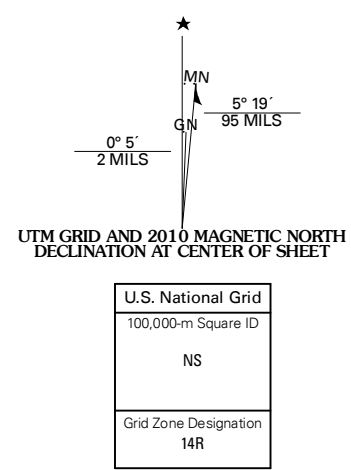 ★
MN
GN
5° 19´
95 MILS
0° 5´
2 MILS
UTM GRID AND 2010 MAGNETIC NORTH
DECLINATION AT CENTER OF SHEET
U.S. National Grid
100,000-m Square ID
NS
Grid Zone Designation
14R